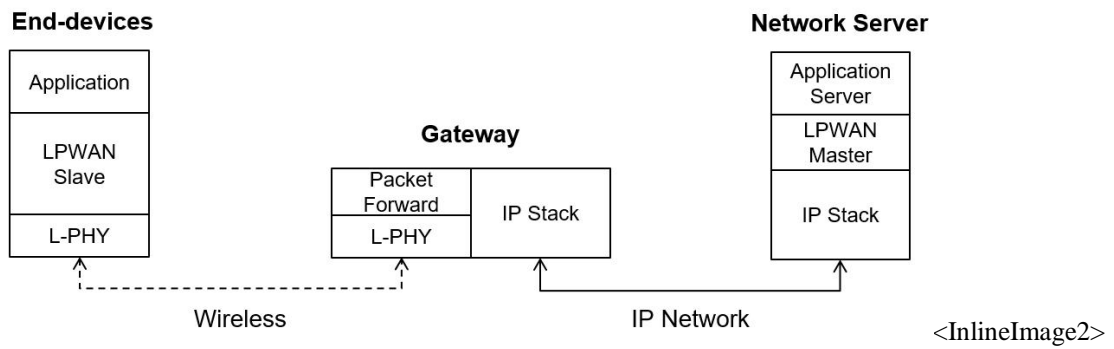 End-devices
Application
LPWAN
Slave
L-PHY
Gateway
Packet
Forward
L-PHY
IP Stack
Network Server
Application
Server
LPWAN
Master
IP Stack
Wireless
IP Network
<InlineImage2>